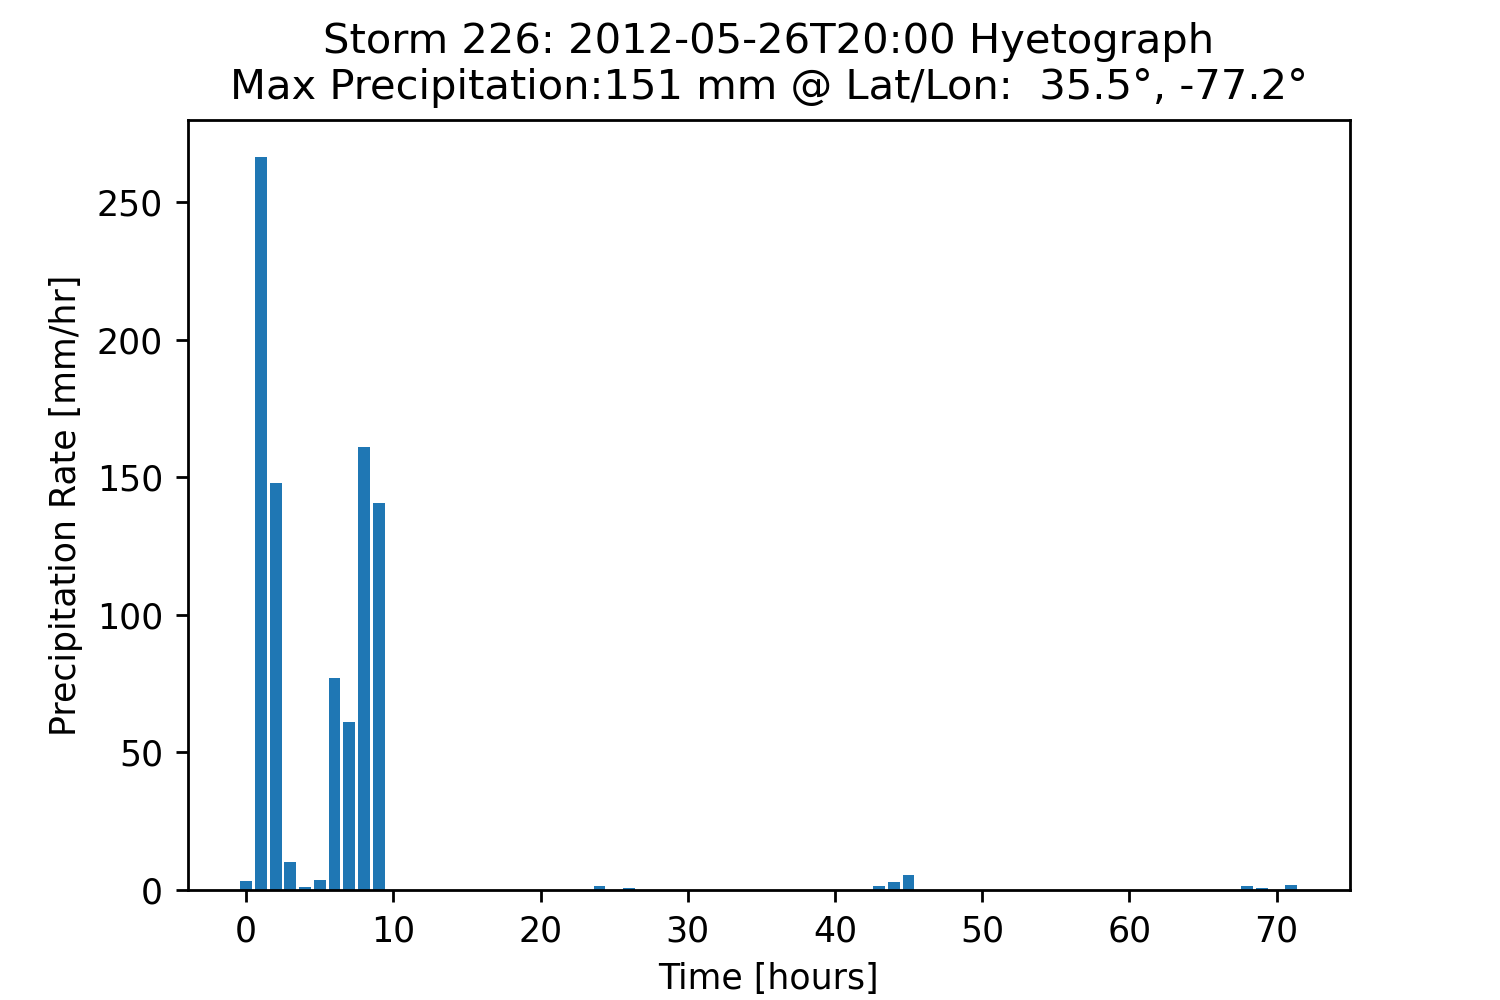 Storm 226: 2012-05-26T20:00 Hyetograph
Max Precipitation:151 mm @ Lat/Lon:  35.5°, -77.2°
250
200
150
100
50
0
Precipitation Rate [mm/hr]
0 10 20 30 40 50 60 70
Time [hours]